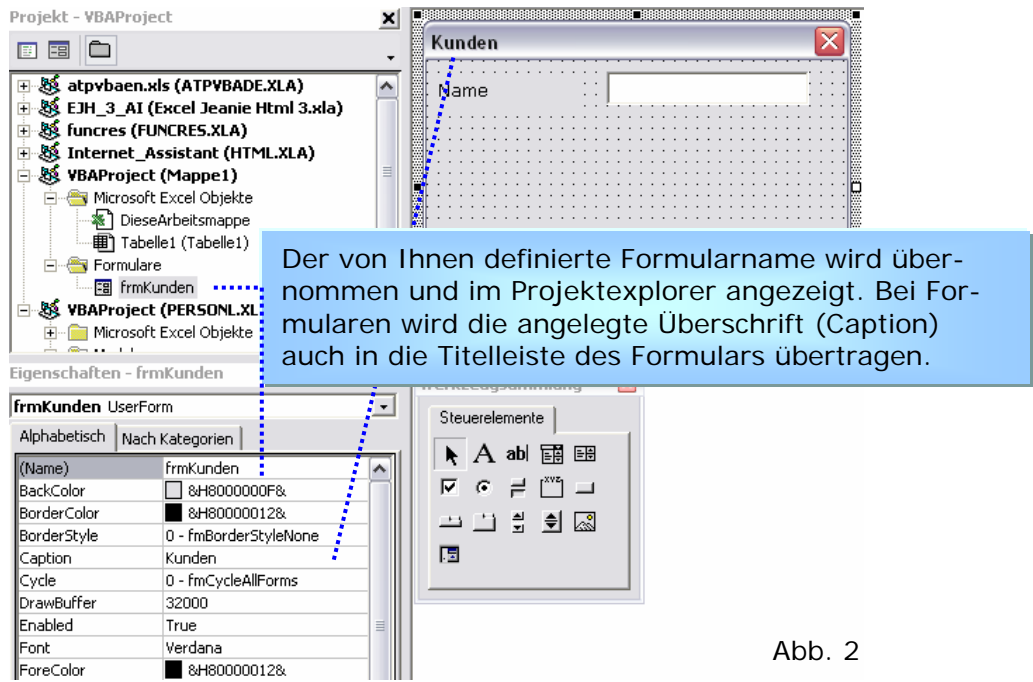 Projekt - VBAProject
atpvbaen.xls (ATPVBADE.XLA)
EJH_3_AI (Excel Jeanie Html 3.xla)
funcres (FUNCRES.XLA)
Internet_Assistant (HTML.XLA)
VBAProject (Mappe1)
Microsoft Excel Objekte
DieseArbeitsmappe
Tabelle1 (Tabelle1)
Formulare
frmKunden
VBAProject (PERSONL.XL
Microsoft Excel Objekte
Kunden
Name
Der von Ihnen definierte Formularname wird über-
nommen und im Projektexplorer angezeigt. Bei For-
mularen wird die angelegte Überschrift (Caption)
auch in die Titelleiste des Formulars übertragen.
Eigenschaften - frmKunden
frmKunden UserForm
Alphabetisch Nach Kategorien
(Name) frmKunden
BackColor &H8000000F&
BorderColor &H80000012&
BorderStyle 0 - fmBorderStyleNone
Caption Kunden
Cycle 0 - fmCycleAllForms
DrawBuffer 32000
Enabled True
Font Verdana
ForeColor &H80000012&
Werkzeugsammlung
Steuerelemente
A ab|
xyz
Abb. 2